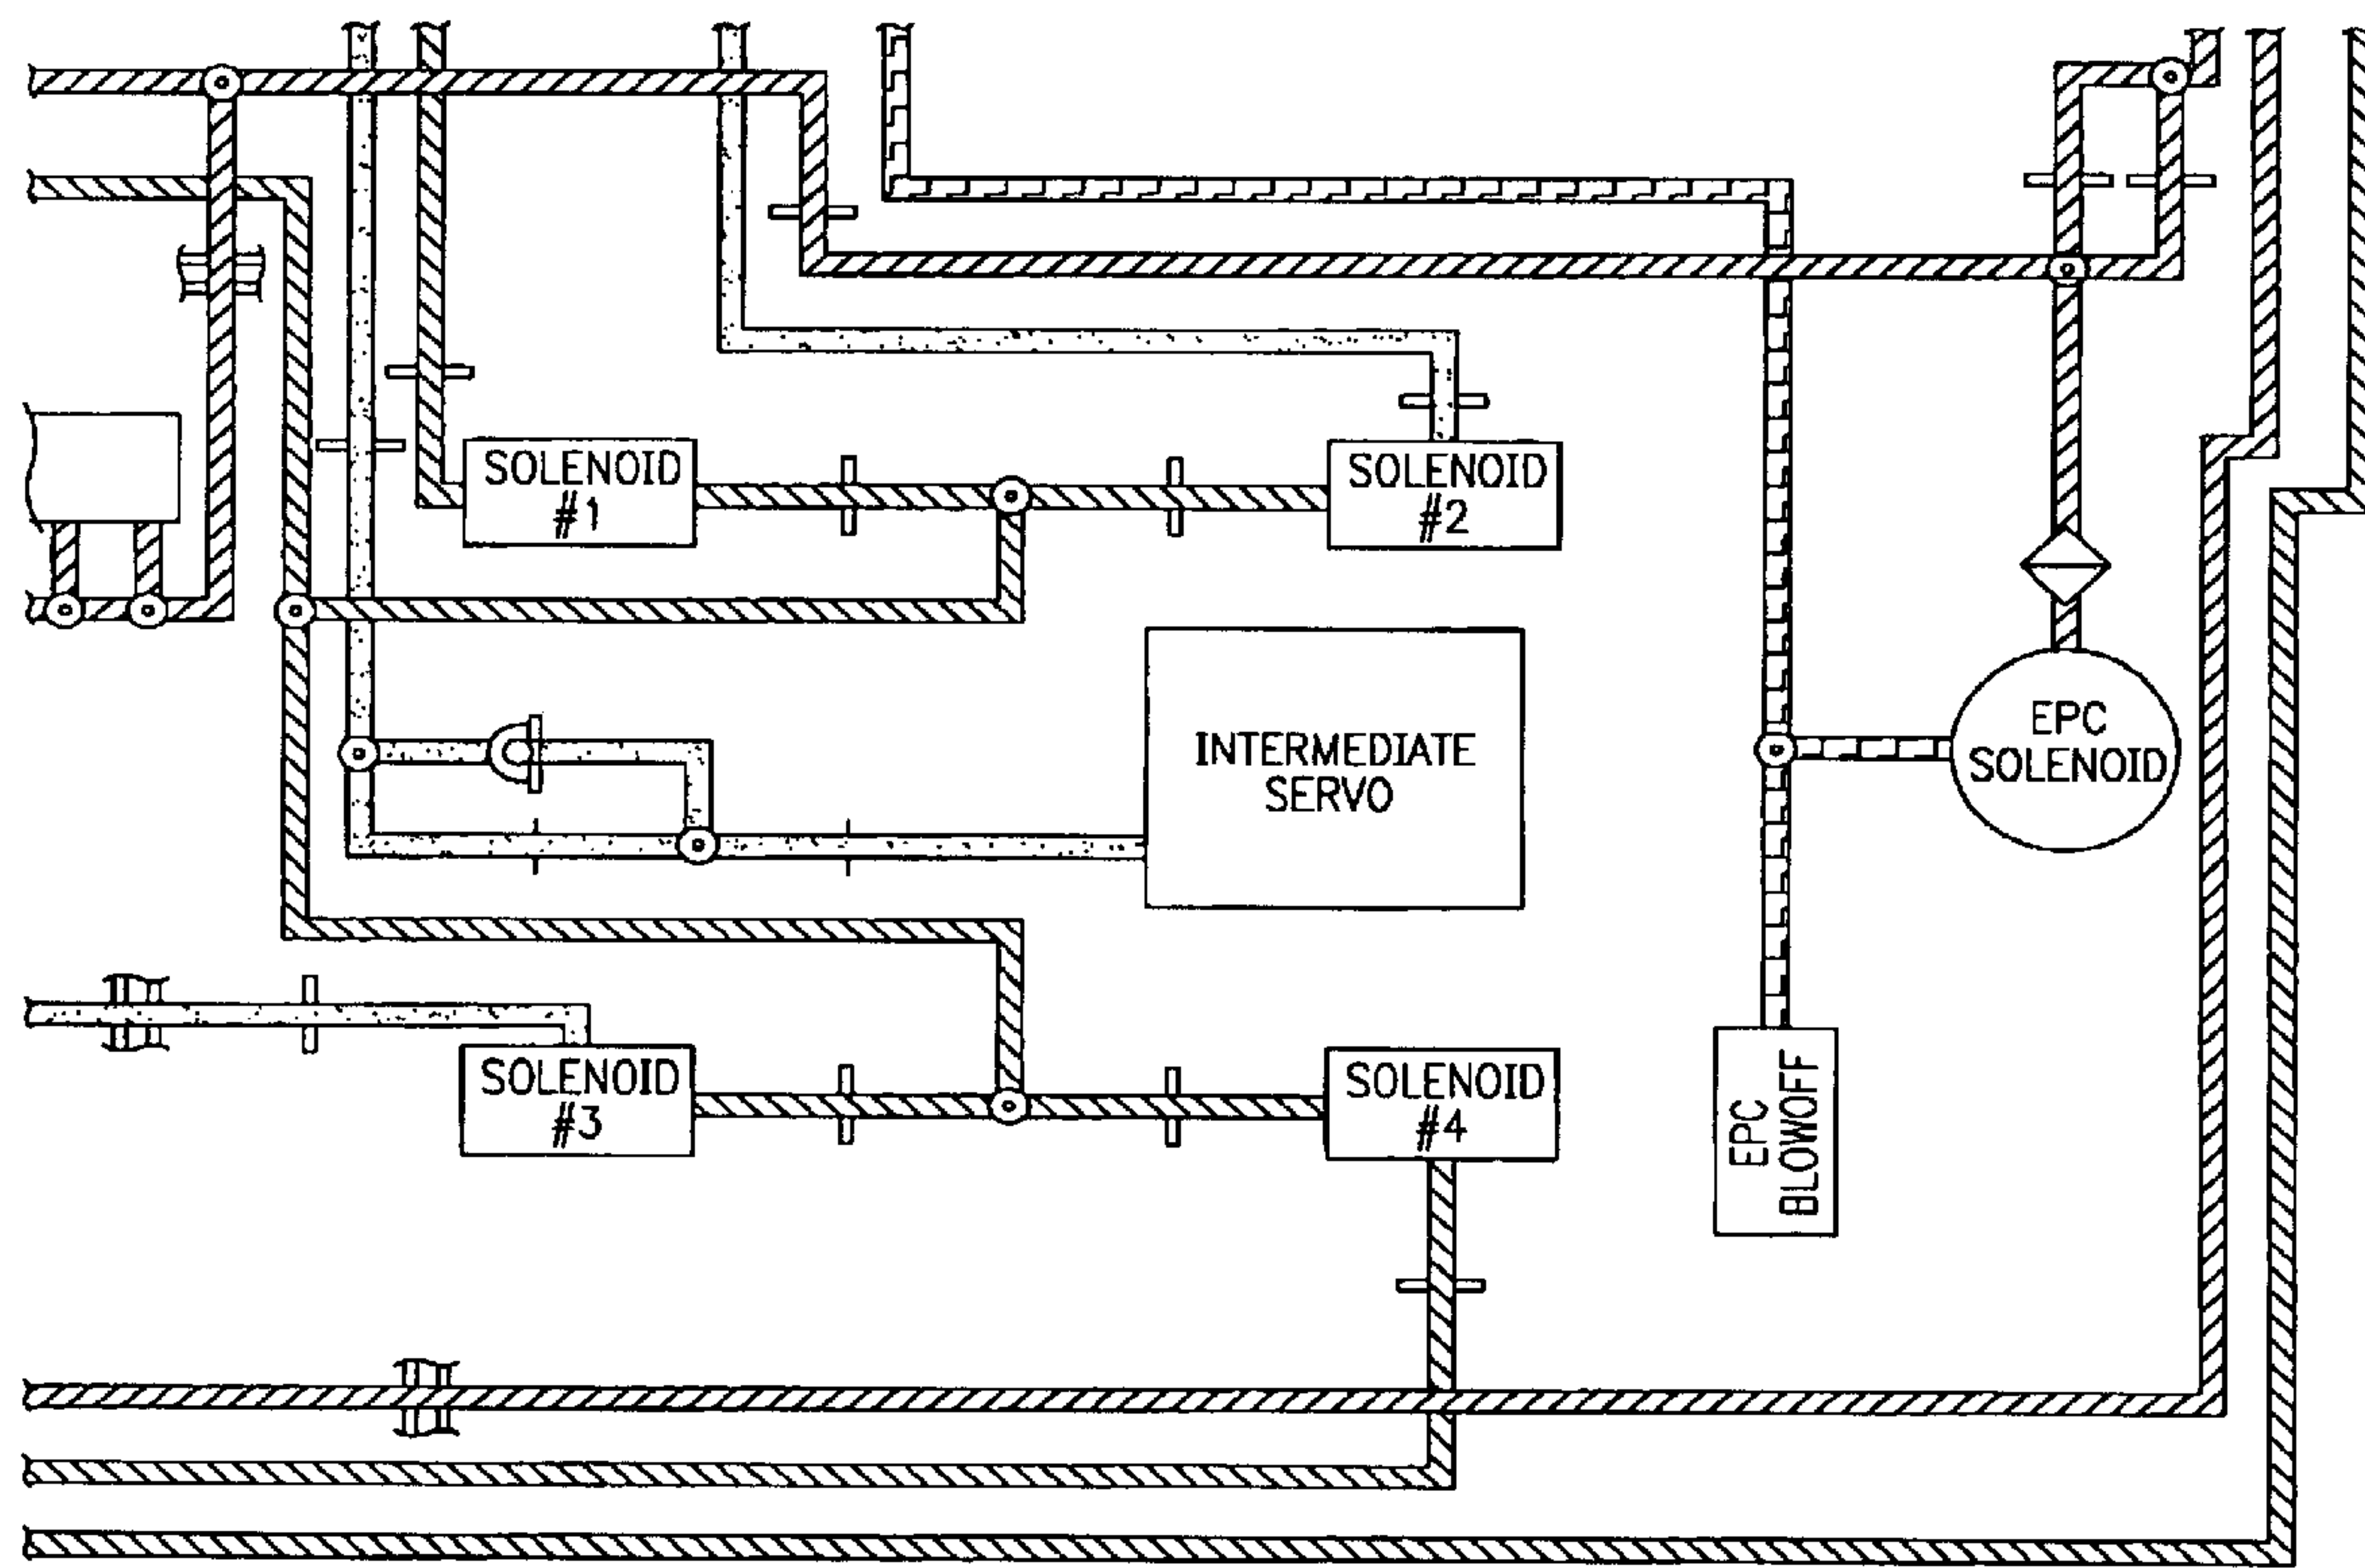 SOLENOID
#1
SOLENOID
#2
INTERMEDIATE
SERVO
EPC
SOLENOID
SOLENOID
#3
SOLENOID
#4
EPC
BLOWOFF